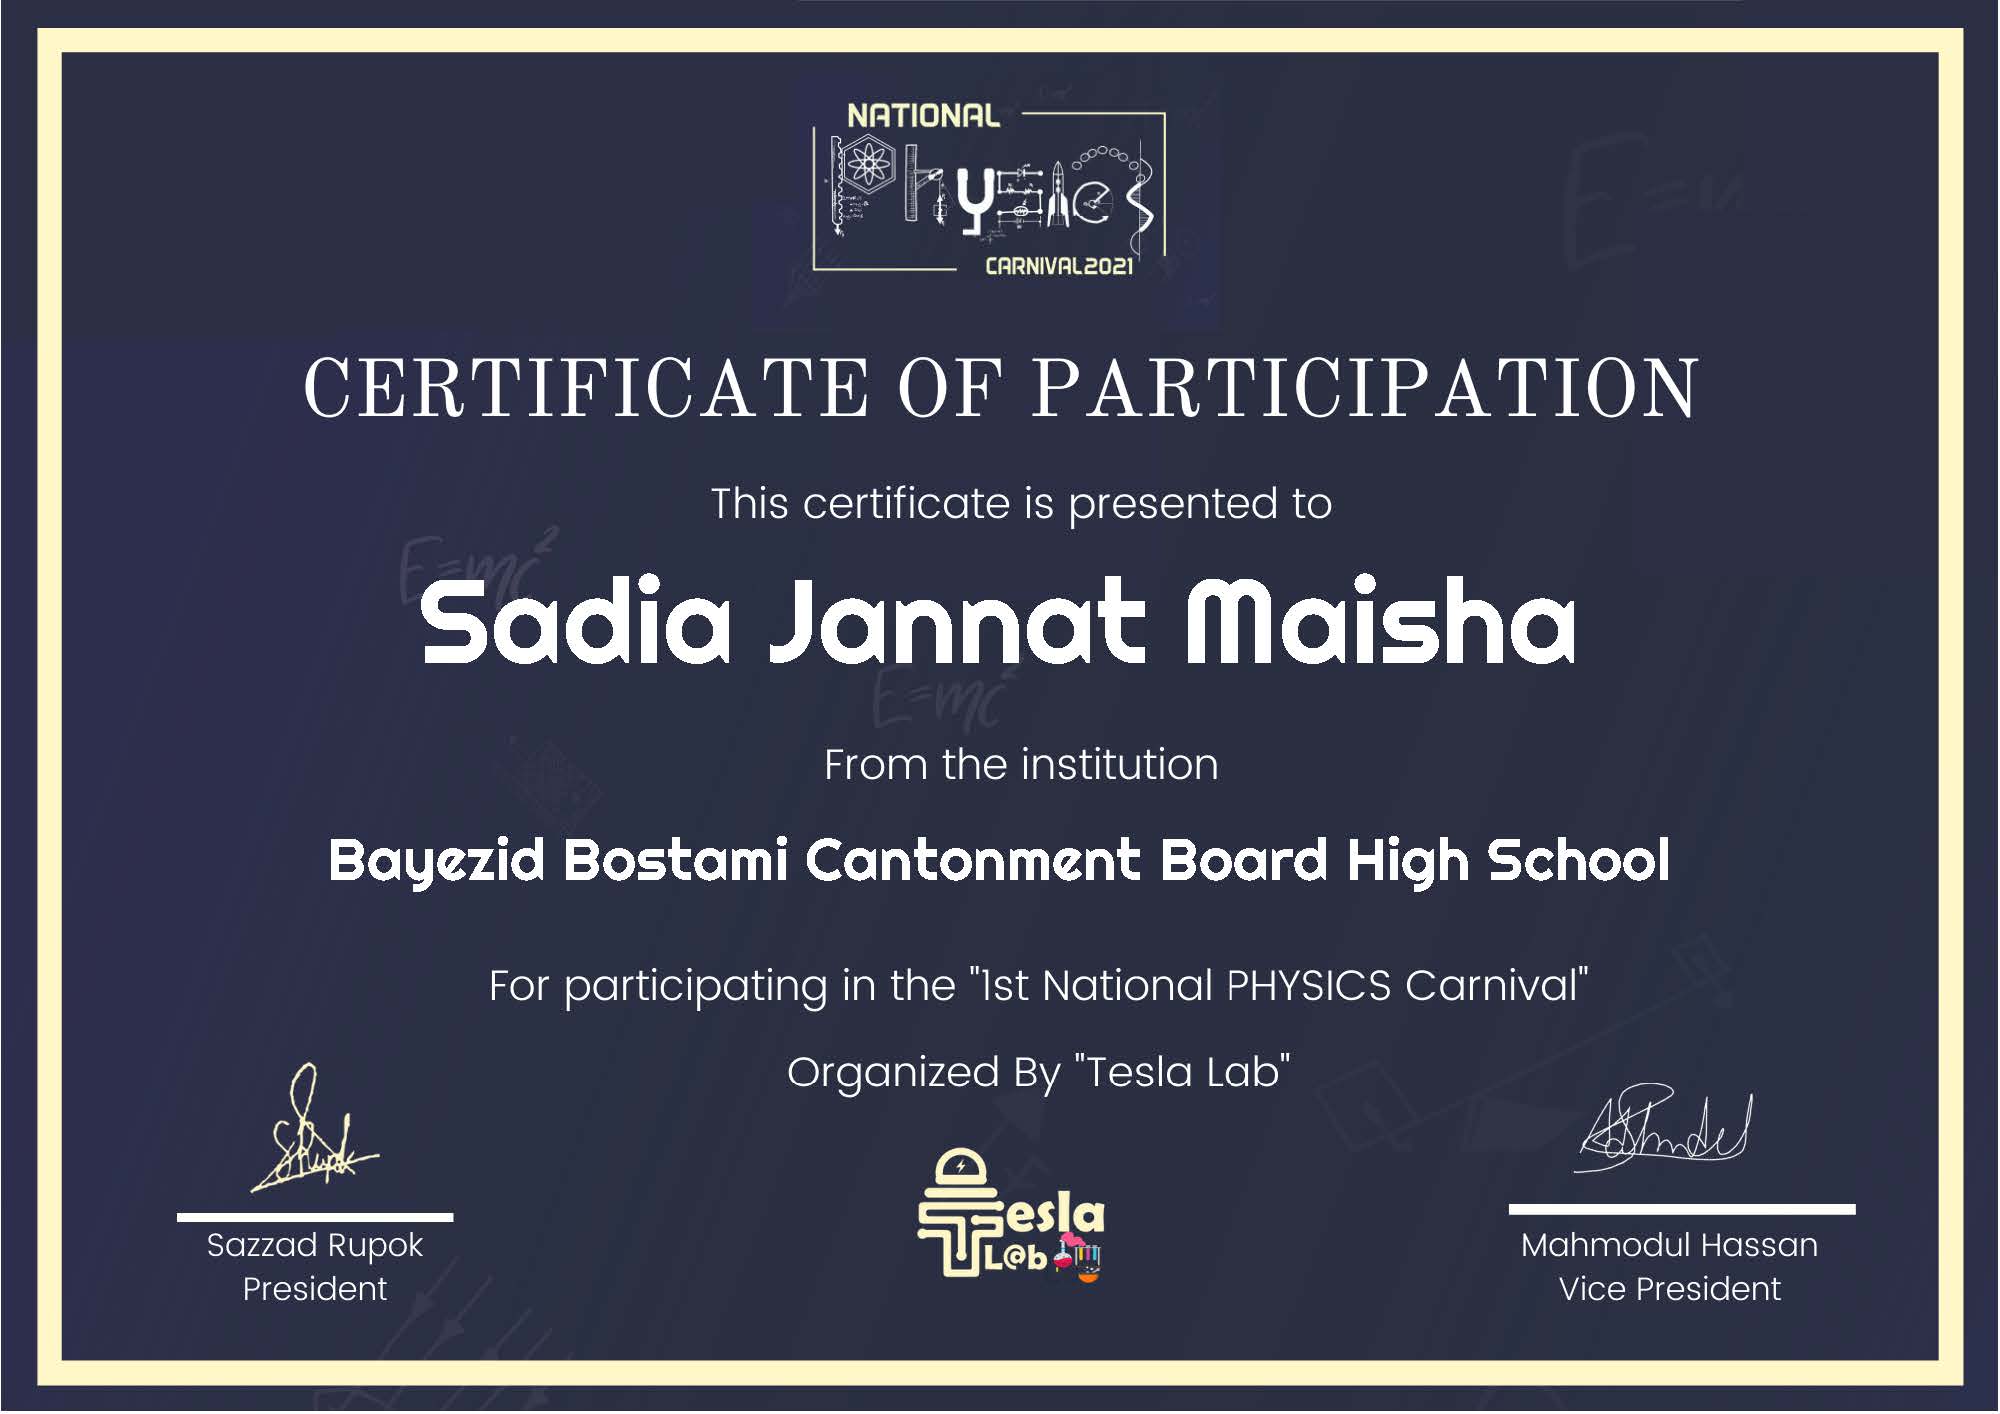 NATIONAL
Physics
CARNIVAL2021
CERTIFICATE OF PARTICIPATION
This certificate is presented to
E=mc²
Sadia Jannat Maisha
E=mc²
From the institution
Bayezid Bostami Cantonment Board High School
For participating in the "1st National PHYSICS Carnival"
Organized By "Tesla Lab"
Tesla
L@b
Sazzad Rupok
President
Mahmodul Hassan
Vice President